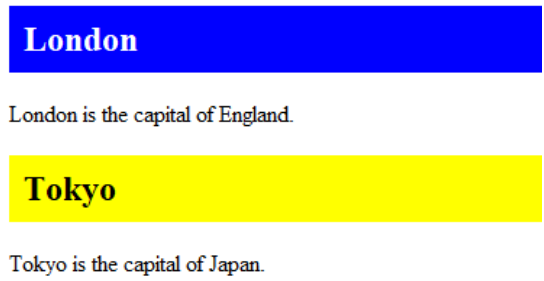 London
London is the capital of England.
Tokyo
Tokyo is the capital of Japan.